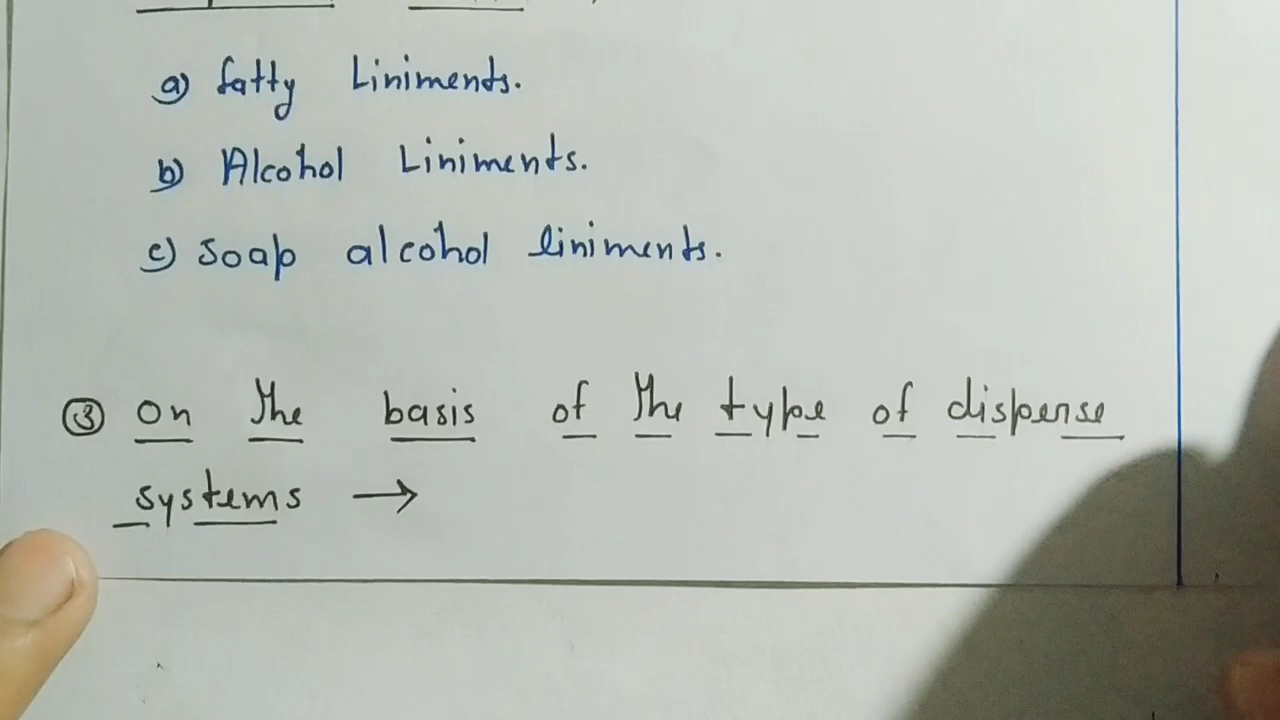 a) fatty Liniments.
b) Alcohol Liniments.
c) Soap alcohol liniments.
③ On the basis of the type of disperse
systems →